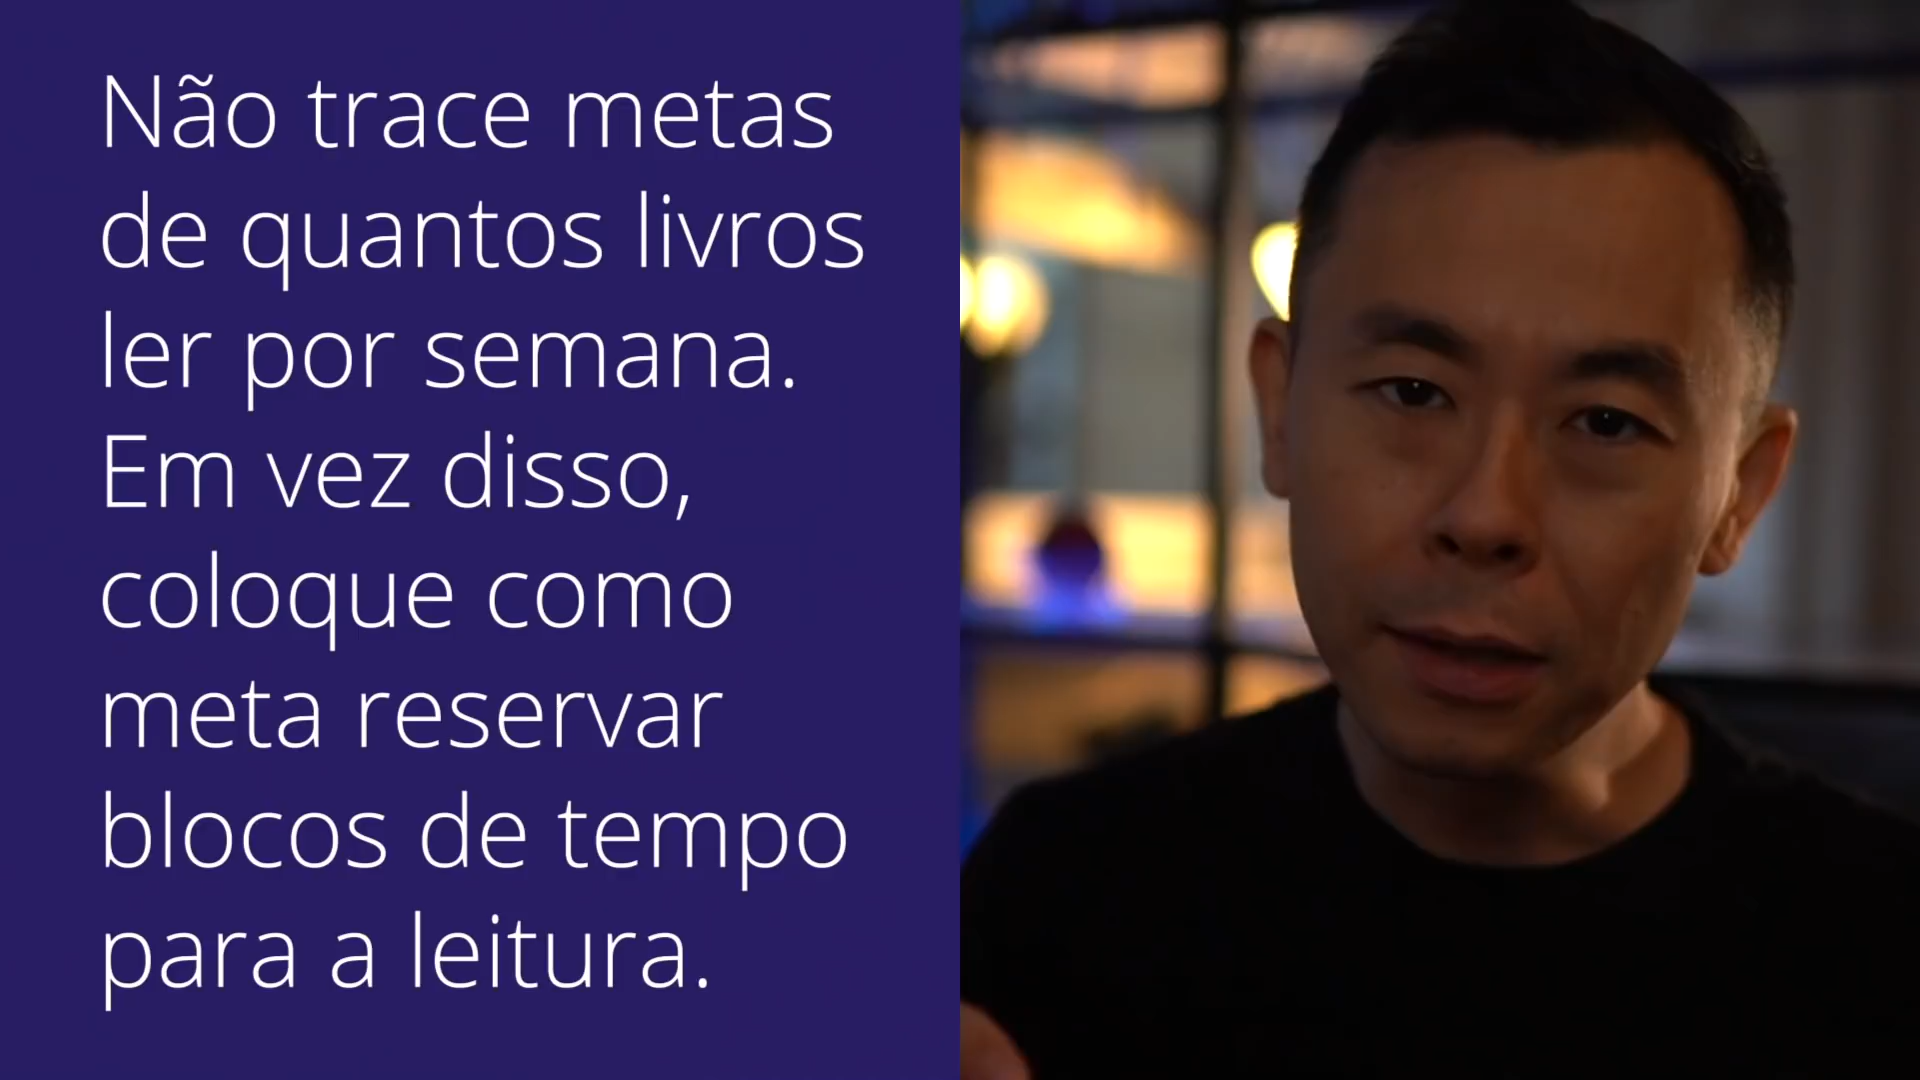 Não trace metas
de quantos livros
ler por semana.
Em vez disso,
coloque como
meta reservar
blocos de tempo
para a leitura.